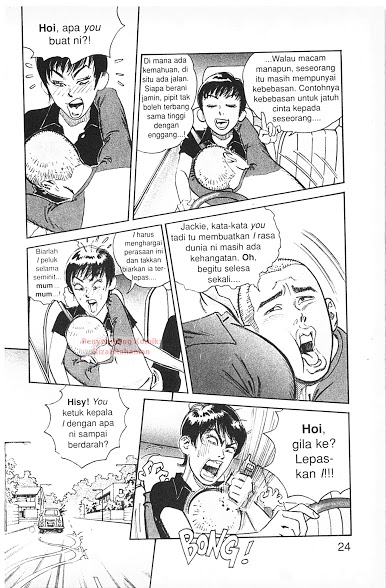 Hoi, apa you
buat ni?!
Di mana ada
kemahuan, di
situ ada jalan.
Siapa berani
jamin, pipit tak
boleh terbang
sama tinggi
dengan
enggang....
...Walau macam
manapun, seseorang
itu masih mempunyai
kebebasan. Contohnya
kebebasan untuk jatuh
cinta kepada
seseorang....
Biarlah
I peluk
selama
seminit...
mum ...
mum ...
I harus
menghargai
perasaan ini
dan takkan
biarkan ia ter-
lepas....
Jackie, kata-kata you
tadi tu membuatkan I rasa
dunia ni masih ada
kehangatan. Oh,
begitu selesa
sekali....
Hisy! You
ketuk kepala
I dengan apa
ni sampai
berdarah?
Hoi,
gila ke?
Lepas-
kan I!!!
BONG!
24